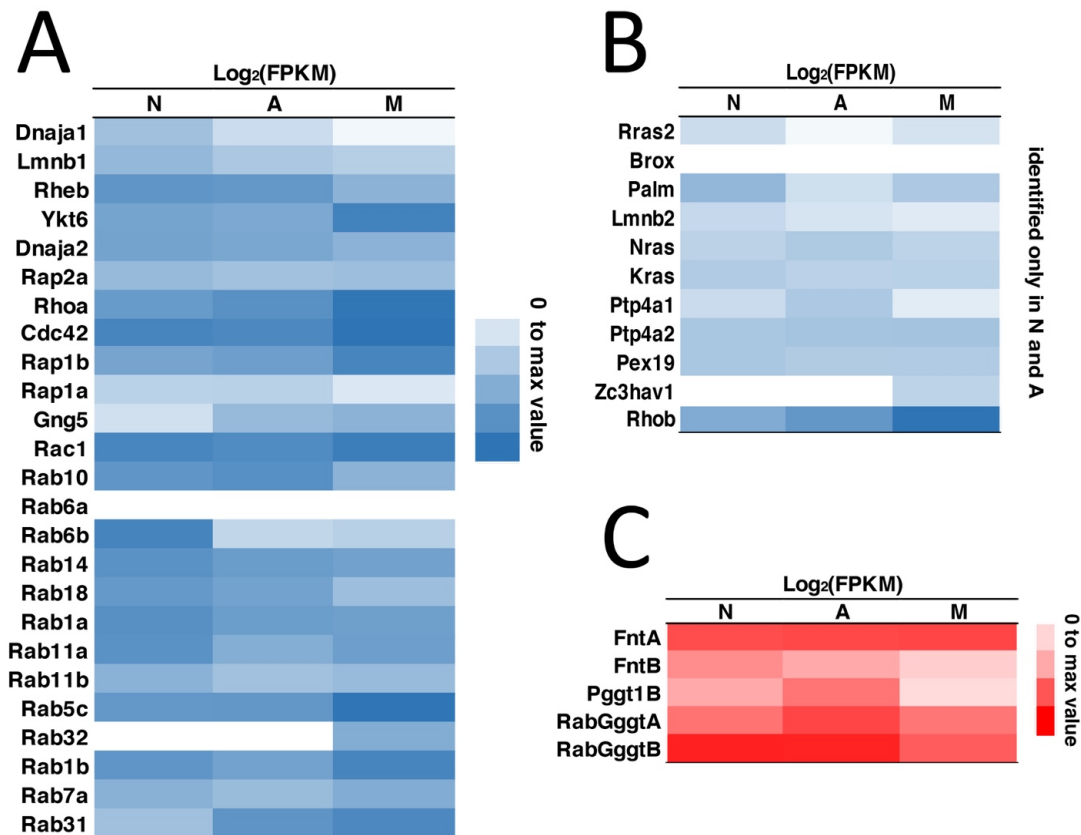 A
Log2(FPKM)
N A M
Dnaja1
Lmnb1
Rheb
Ykt6
Dnaja2
Rap2a
Rhoa
Cdc42
Rap1b
Rap1a
Gng5
Rac1
Rab10
Rab6a
Rab6b
Rab14
Rab18
Rab1a
Rab11a
Rab11b
Rab5c
Rab32
Rab1b
Rab7a
Rab31
0 to max value
B
Log2(FPKM)
N A M
Rras2
Brox
Palm
Lmnb2
Nras
Kras
Ptp4a1
Ptp4a2
Pex19
Zc3hav1
Rhob
identified only in N and A
C
Log2(FPKM)
N A M
FntA
FntB
Pggt1B
RabGggtA
RabGggtB
0 to max value